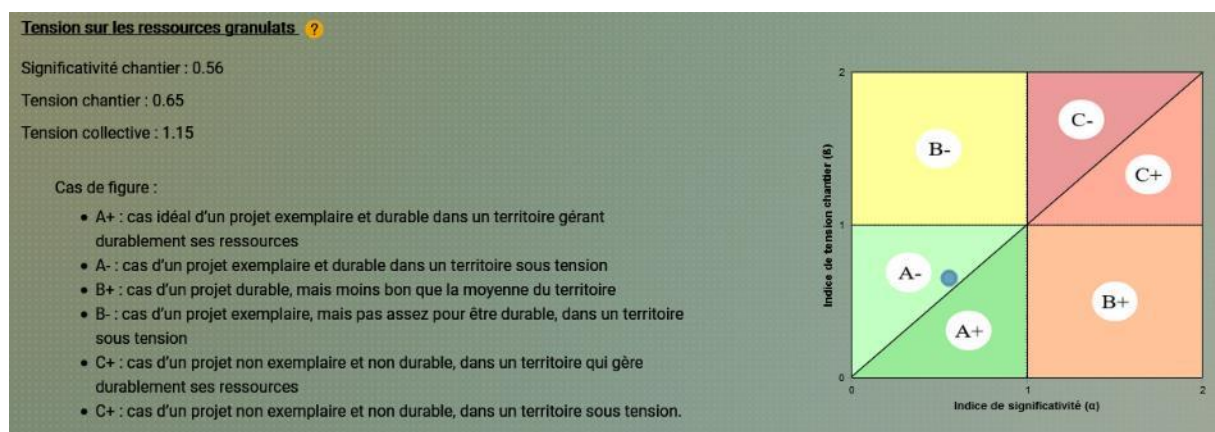 Tension sur les ressources granulats ?
Significativité chantier : 0.56
Tension chantier : 0.65
Tension collective : 1.15
Cas de figure :
• A+ : cas idéal d'un projet exemplaire et durable dans un territoire gérant
durablement ses ressources
• A- : cas d'un projet exemplaire et durable dans un territoire sous tension
• B+ : cas d'un projet durable, mais moins bon que la moyenne du territoire
• B- : cas d'un projet exemplaire, mais pas assez pour être durable, dans un territoire
sous tension
• C+ : cas d'un projet non exemplaire et non durable, dans un territoire qui gère
durablement ses ressources
• C+ : cas d'un projet non exemplaire et non durable, dans un territoire sous tension.
Indice de tension chantier (ß)
2
C-
B-
C+
1
A-
B+
A+
0
0 1 2
Indice de significativité (α)